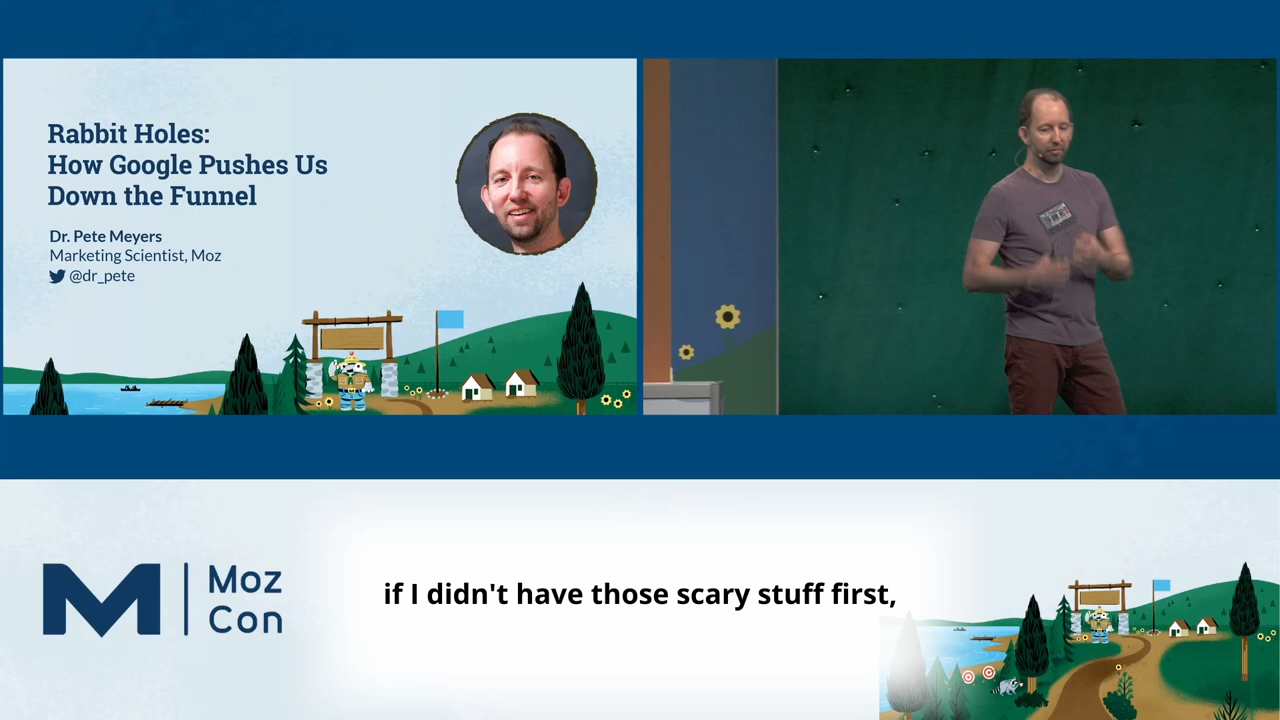 Rabbit Holes:
How Google Pushes Us
Down the Funnel
Dr. Pete Meyers
Marketing Scientist, Moz
@dr_pete
Moz
Con
if I didn't have those scary stuff first,